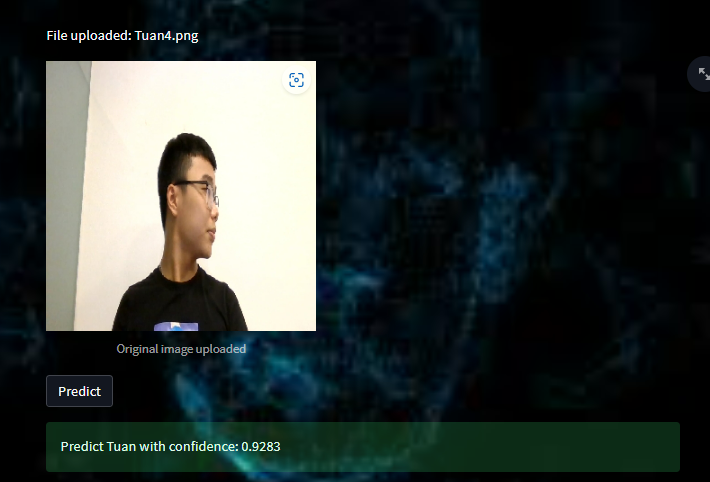 File uploaded: Tuan4.png
Original image uploaded
Predict
Predict Tuan with confidence: 0.9283